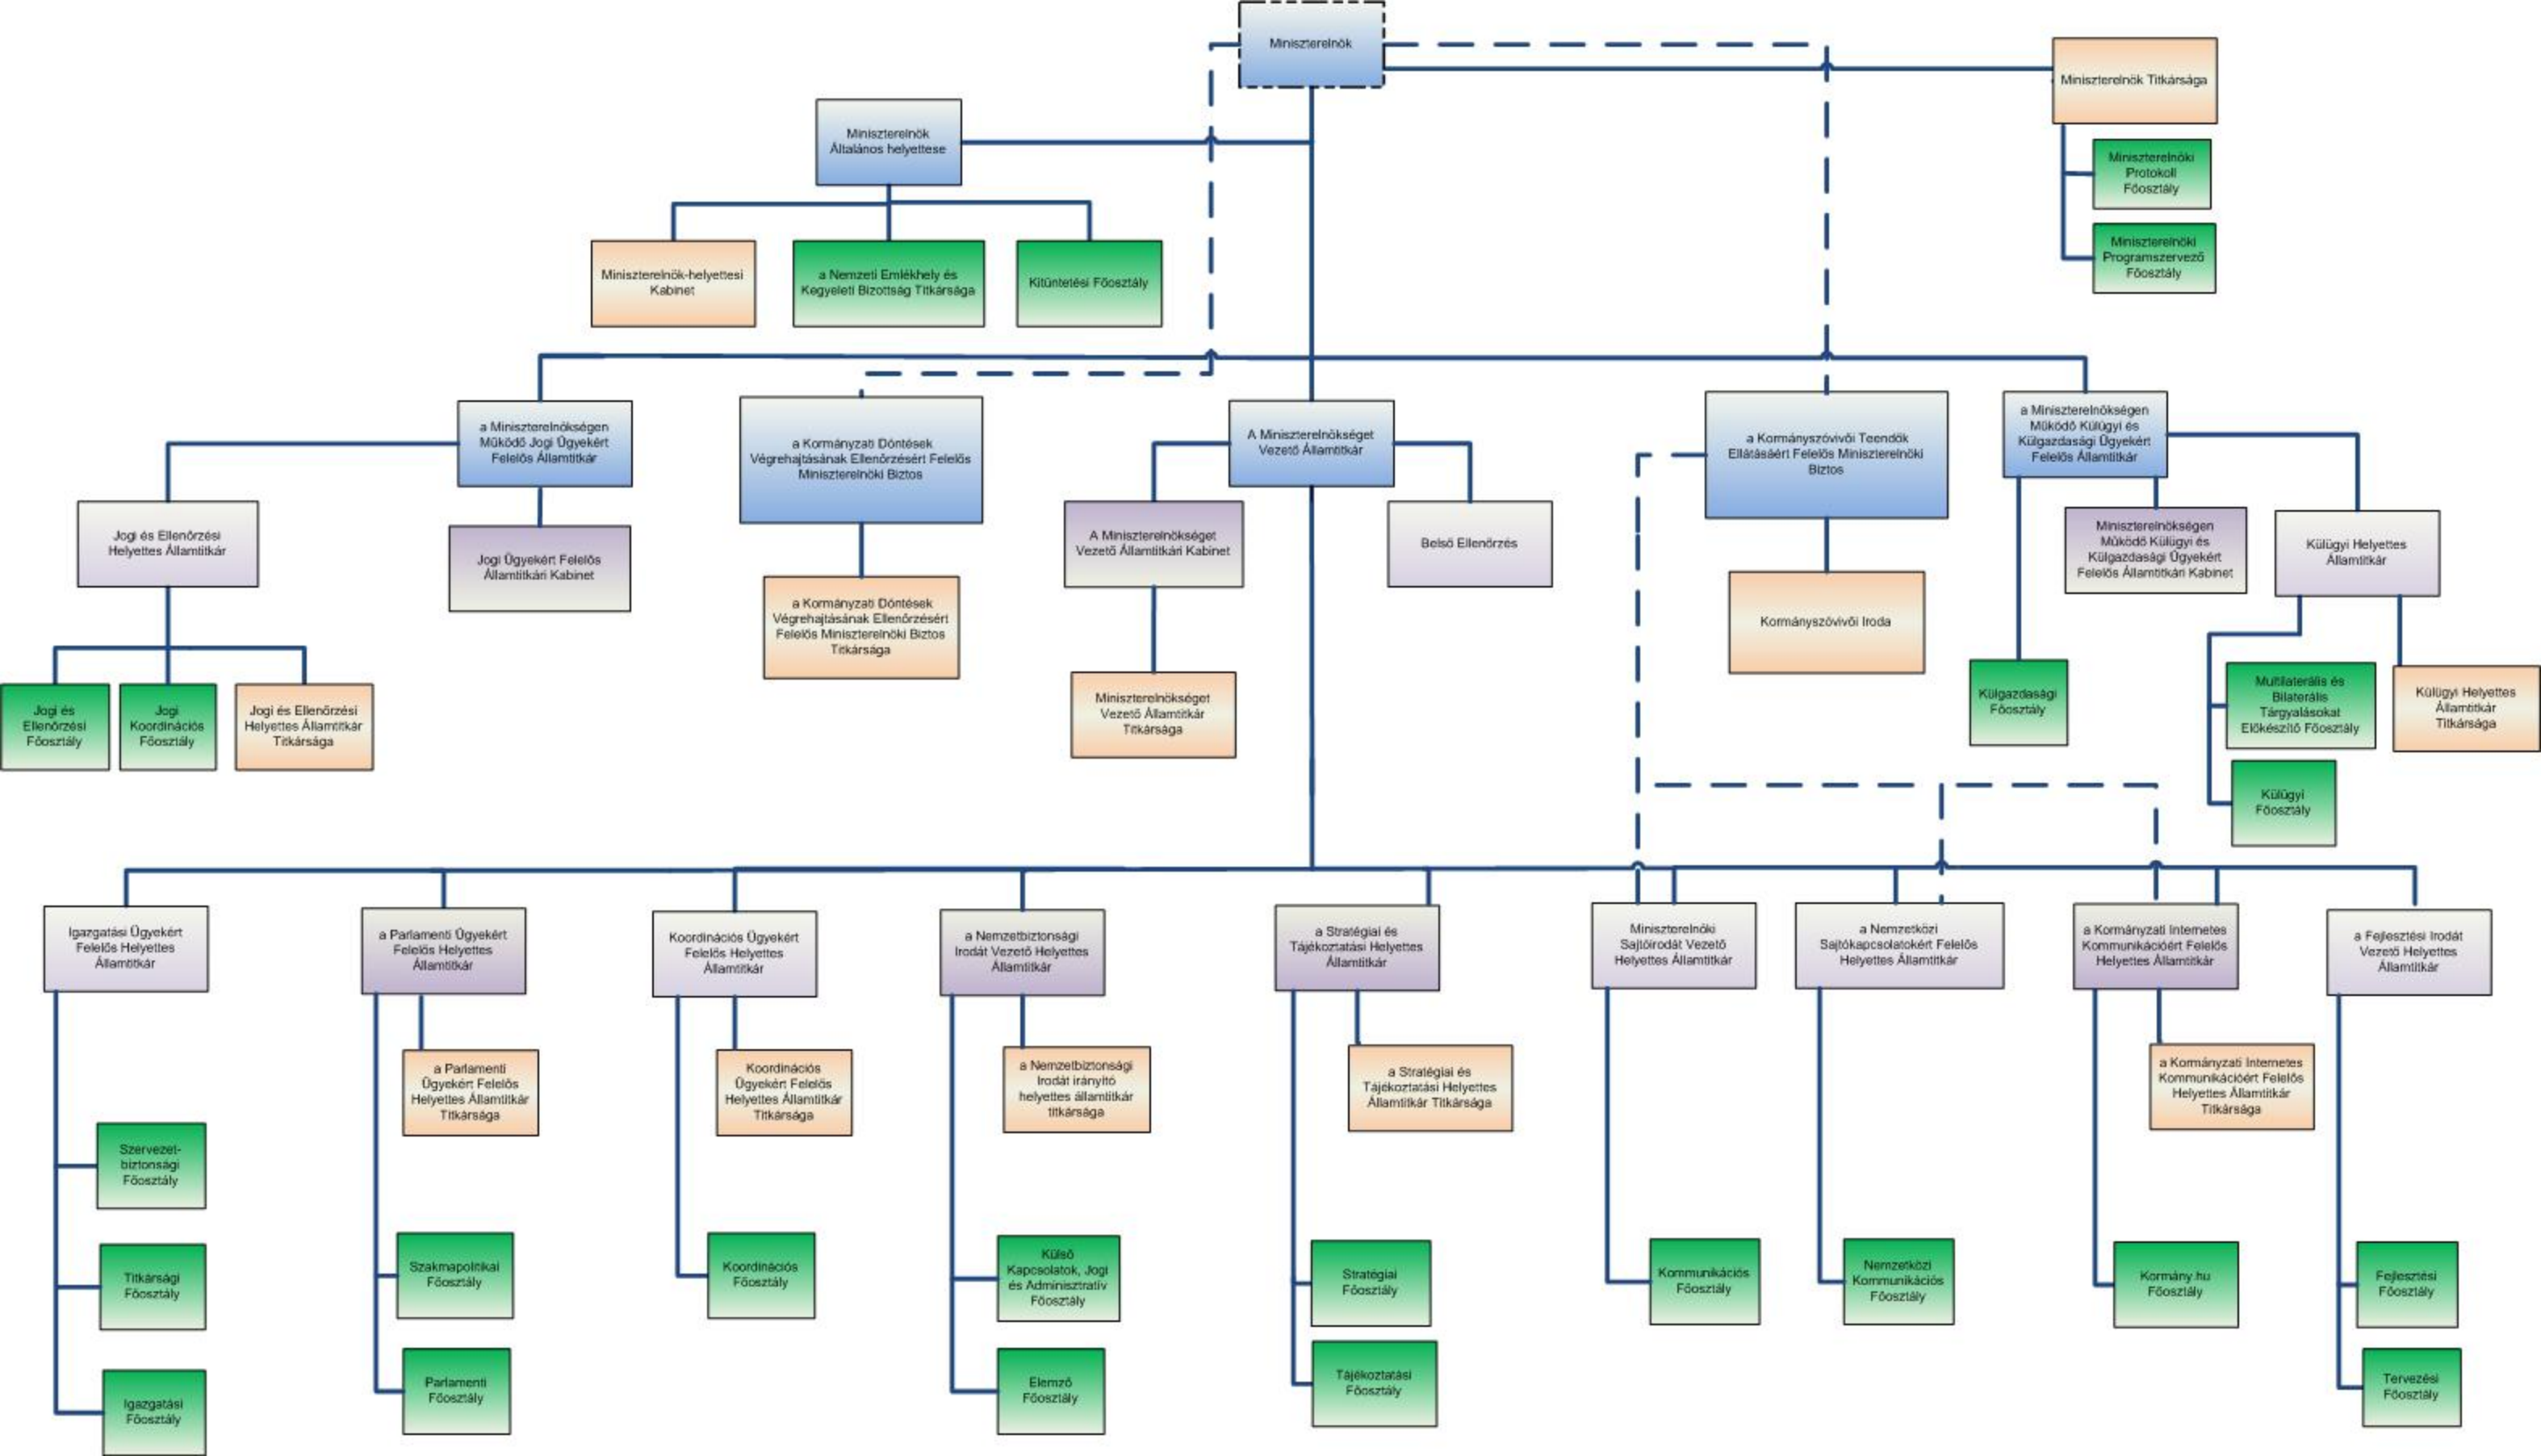 Miniszterelnök
Miniszterelnök Titkársága
Miniszterelnöki
Protokoll
Főosztály
Miniszterelnöki
Programszervező
Főosztály
Miniszterelnök
Általános helyettese
Miniszterelnök-helyettesi
Kabinet
a Nemzeti Emlékhely és
Kegyeleti Bizottság Titkársága
Kitüntetési Főosztály
a Miniszterelnökségen
Működő Jogi Ügyekért
Felelős Államtitkár
a Kormányzati Döntések
Végrehajtásának Ellenőrzésért Felelős
Miniszterelnöki Biztos
A Miniszterelnökséget
Vezető Államtitkár
a Kormányszóvivői Teendők
Ellátásáért Felelős Miniszterelnöki
Biztos
a Miniszterelnökségen
Működő Külügyi és
Külgazdasági Ügyekért
Felelős Államtitkár
Jogi és Ellenőrzési
Helyettes Államtitkár
Jogi Ügyekért Felelős
Államtitkári Kabinet
a Kormányzati Döntések
Végrehajtásának Ellenőrzésért
Felelős Miniszterelnöki Biztos
Titkársága
A Miniszterelnökséget
Vezető Államtitkári Kabinet
Belső Ellenőrzés
Kormányszóvivői Iroda
Miniszterelnökségen
Működő Külügyi és
Külgazdasági Ügyekért
Felelős Államtitkári Kabinet
Külügyi Helyettes
Államtitkár
Jogi és
Ellenőrzési
Főosztály
Jogi
Koordinációs
Főosztály
Jogi és Ellenőrzési
Helyettes Államtitkár
Titkársága
Miniszterelnökséget
Vezető Államtitkár
Titkársága
Külgazdasági
Főosztály
Multilaterális és
Bilaterális
Tárgyalásokat
Előkészítő Főosztály
Külügyi Helyettes
Államtitkár
Titkársága
Külügyi
Főosztály
Igazgatási Ügyekért
Felelős Helyettes
Államtitkár
a Parlamenti Ügyekért
Felelős Helyettes
Államtitkár
Koordinációs Ügyekért
Felelős Helyettes
Államtitkár
a Nemzetbiztonsági
Irodát Vezető Helyettes
Államtitkár
a Stratégiai és
Tájékoztatási Helyettes
Államtitkár
Miniszterelnöki
Sajtóirodát Vezető
Helyettes Államtitkár
a Nemzetközi
Sajtókapcsolatokért Felelős
Helyettes Államtitkár
a Kormányzati Internetes
Kommunikációért Felelős
Helyettes Államtitkár
a Fejlesztési Irodát
Vezető Helyettes
Államtitkár
a Parlamenti
Ügyekért Felelős
Helyettes Államtitkár
Titkársága
Koordinációs
Ügyekért Felelős
Helyettes Államtitkár
Titkársága
a Nemzetbiztonsági
Irodát irányító
helyettes államtitkár
titkársága
a Stratégiai és
Tájékoztatási Helyettes
Államtitkár Titkársága
a Kormányzati Internetes
Kommunikációért Felelős
Helyettes Államtitkár
Titkársága
Szervezet-
biztonsági
Főosztály
Titkársági
Főosztály
Igazgatási
Főosztály
Szakmapolitikai
Főosztály
Parlamenti
Főosztály
Koordinációs
Főosztály
Külső
Kapcsolatok, Jogi
és Adminisztratív
Főosztály
Elemző
Főosztály
Stratégiai
Főosztály
Tájékoztatási
Főosztály
Kommunikációs
Főosztály
Nemzetközi
Kommunikációs
Főosztály
Kormány.hu
Főosztály
Fejlesztési
Főosztály
Tervezési
Főosztály